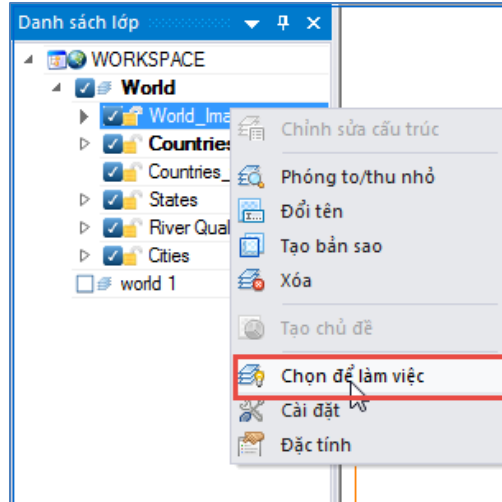 Danh sách lớp
WORKSPACE
World
World_Ima
Countries
Countries_
States
River Qual
Cities
world 1
Chỉnh sửa cấu trúc
Phóng to/thu nhỏ
Đổi tên
Tạo bản sao
Xóa
Tạo chủ đề
Chọn để làm việc
Cài đặt
Đặc tính